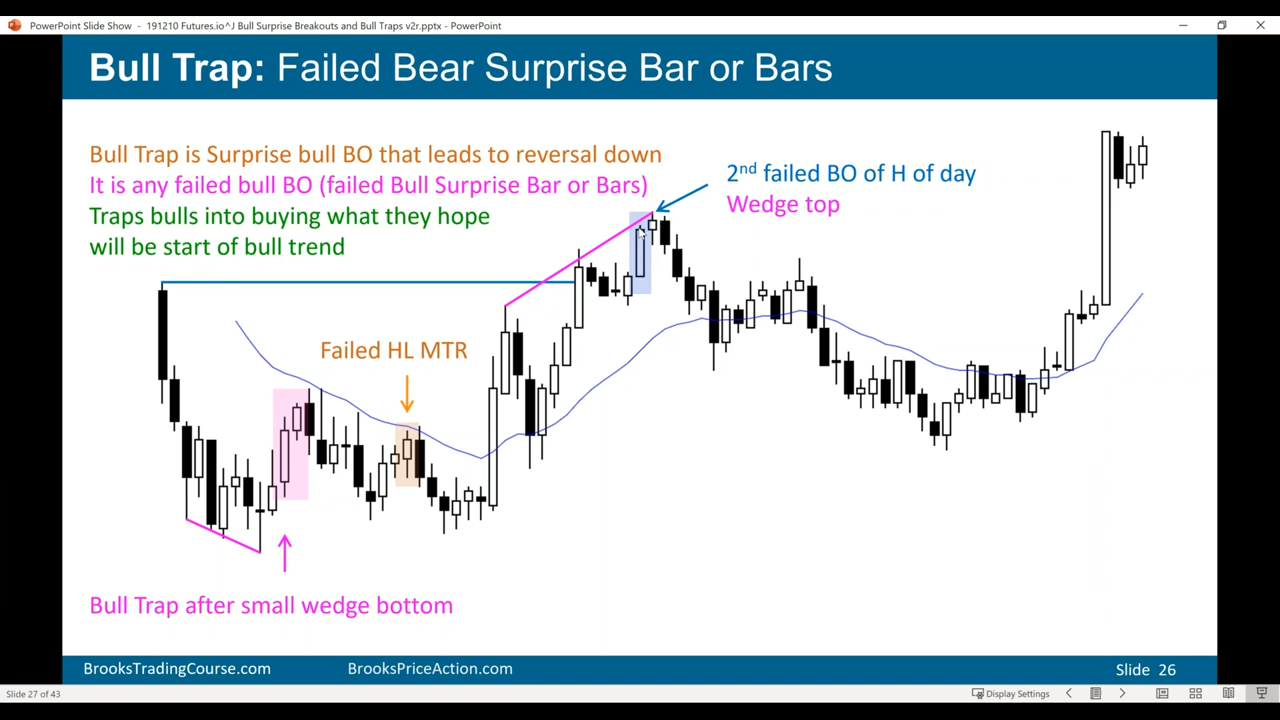 PowerPoint Slide Show - 191210 Futures.io^J Bull Surprise Breakouts and Bull Traps v2r.pptx - PowerPoint
Bull Trap: Failed Bear Surprise Bar or Bars
Bull Trap is Surprise bull BO that leads to reversal down
It is any failed bull BO (failed Bull Surprise Bar or Bars)
Traps bulls into buying what they hope
will be start of bull trend
2nd failed BO of H of day
Wedge top
Failed HL MTR
Bull Trap after small wedge bottom
BrooksTradingCourse.com
BrooksPriceAction.com
Slide 26
Slide 27 of 43
Display Settings